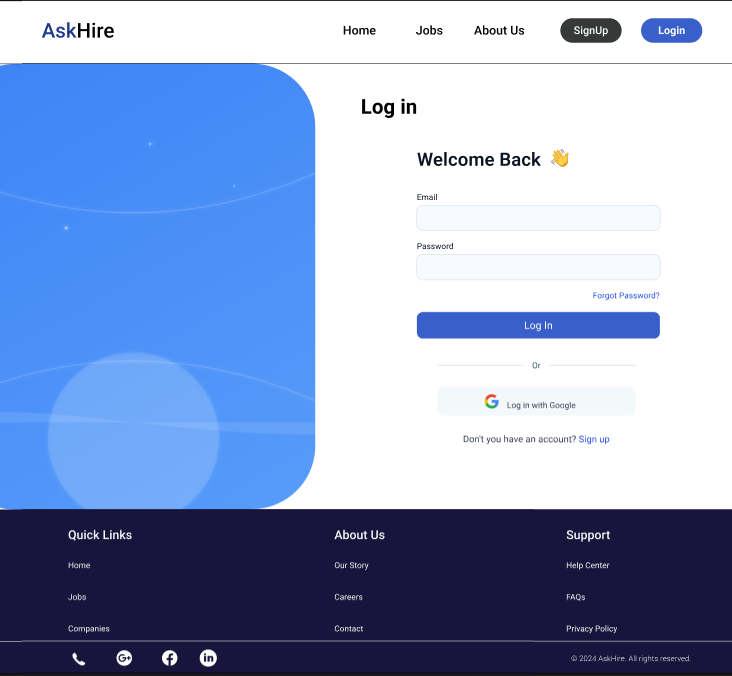 AskHire Home Jobs About Us SignUp Login
Log in
Welcome Back 👋
Email
Password
Forgot Password?
Log In
Or
Log in with Google
Don't you have an account? Sign up
Quick Links About Us Support
Home Our Story Help Center
Jobs Careers FAQs
Companies Contact Privacy Policy
© 2024 AskHire. All rights reserved.